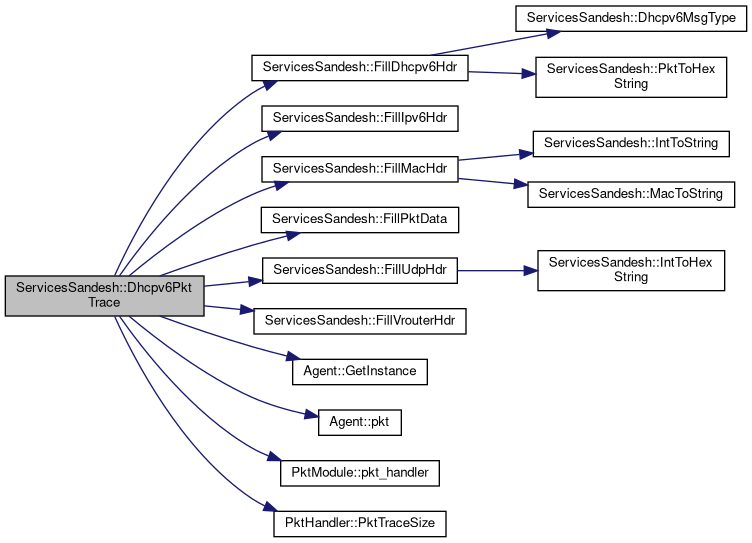 ServicesSandesh::Dhcpv6Pkt
Trace
ServicesSandesh::FillDhcpv6Hdr
ServicesSandesh::Dhcpv6MsgType
ServicesSandesh::PktToHex
String
ServicesSandesh::FillIpv6Hdr
ServicesSandesh::FillMacHdr
ServicesSandesh::IntToString
ServicesSandesh::MacToString
ServicesSandesh::FillPktData
ServicesSandesh::FillUdpHdr
ServicesSandesh::IntToHex
String
ServicesSandesh::FillVrouterHdr
Agent::GetInstance
Agent::pkt
PktModule::pkt_handler
PktHandler::PktTraceSize